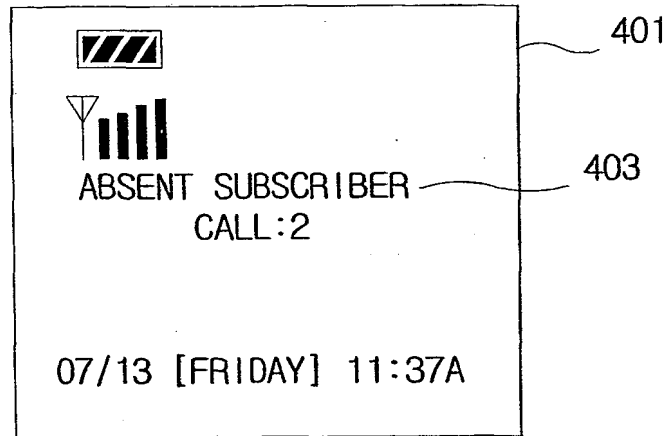 401
ABSENT SUBSCRIBER
403
CALL:2
07/13 [FRIDAY] 11:37A